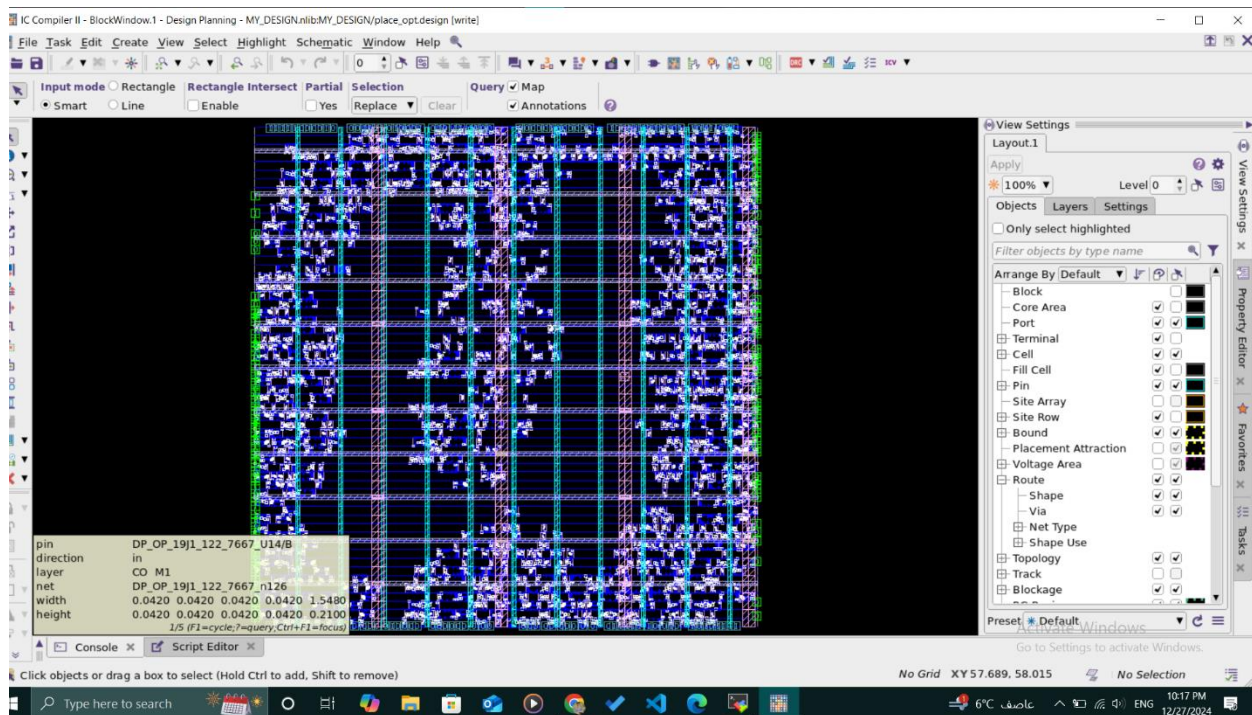 IC Compiler II - BlockWindow.1 - Design Planning - MY_DESIGN.nlib:MY_DESIGN/place_opt.design [write]
File Task Edit Create View Select Highlight Schematic Window Help
0
Input mode Rectangle Rectangle Intersect Partial Selection Query Map
Smart Line Enable Yes Replace Clear Annotations
View Settings
Layout.1
Apply
100% Level 0
Objects Layers Settings
Only select highlighted
Filter objects by type name
Arrange By Default
Block
Core Area
Port
Terminal
Cell
Fill Cell
Pin
Site Array
Site Row
Bound
Placement Attraction
Voltage Area
Route
Shape
Via
Net Type
Shape Use
Topology
Track
Blockage
Preset Default
View Settings
Property Editor
Favorites
Tasks
pin DP_OP_19J1_122_7667_U14/B
direction in
layer CO M1
net DP_OP_19J1_122_7667_n126
width 0.0420 0.0420 0.0420 0.0420 1.5480
height 0.0420 0.0420 0.0420 0.0420 0.2100
1/5 (F1=cycle;?=query;Ctrl+F1=focus)
Activate Windows
Go to Settings to activate Windows.
Console Script Editor
Click objects or drag a box to select (Hold Ctrl to add, Shift to remove)
No Grid XY 57.689, 58.015 No Selection
Type here to search
6°C عاصف
ENG
10:17 PM
12/27/2024